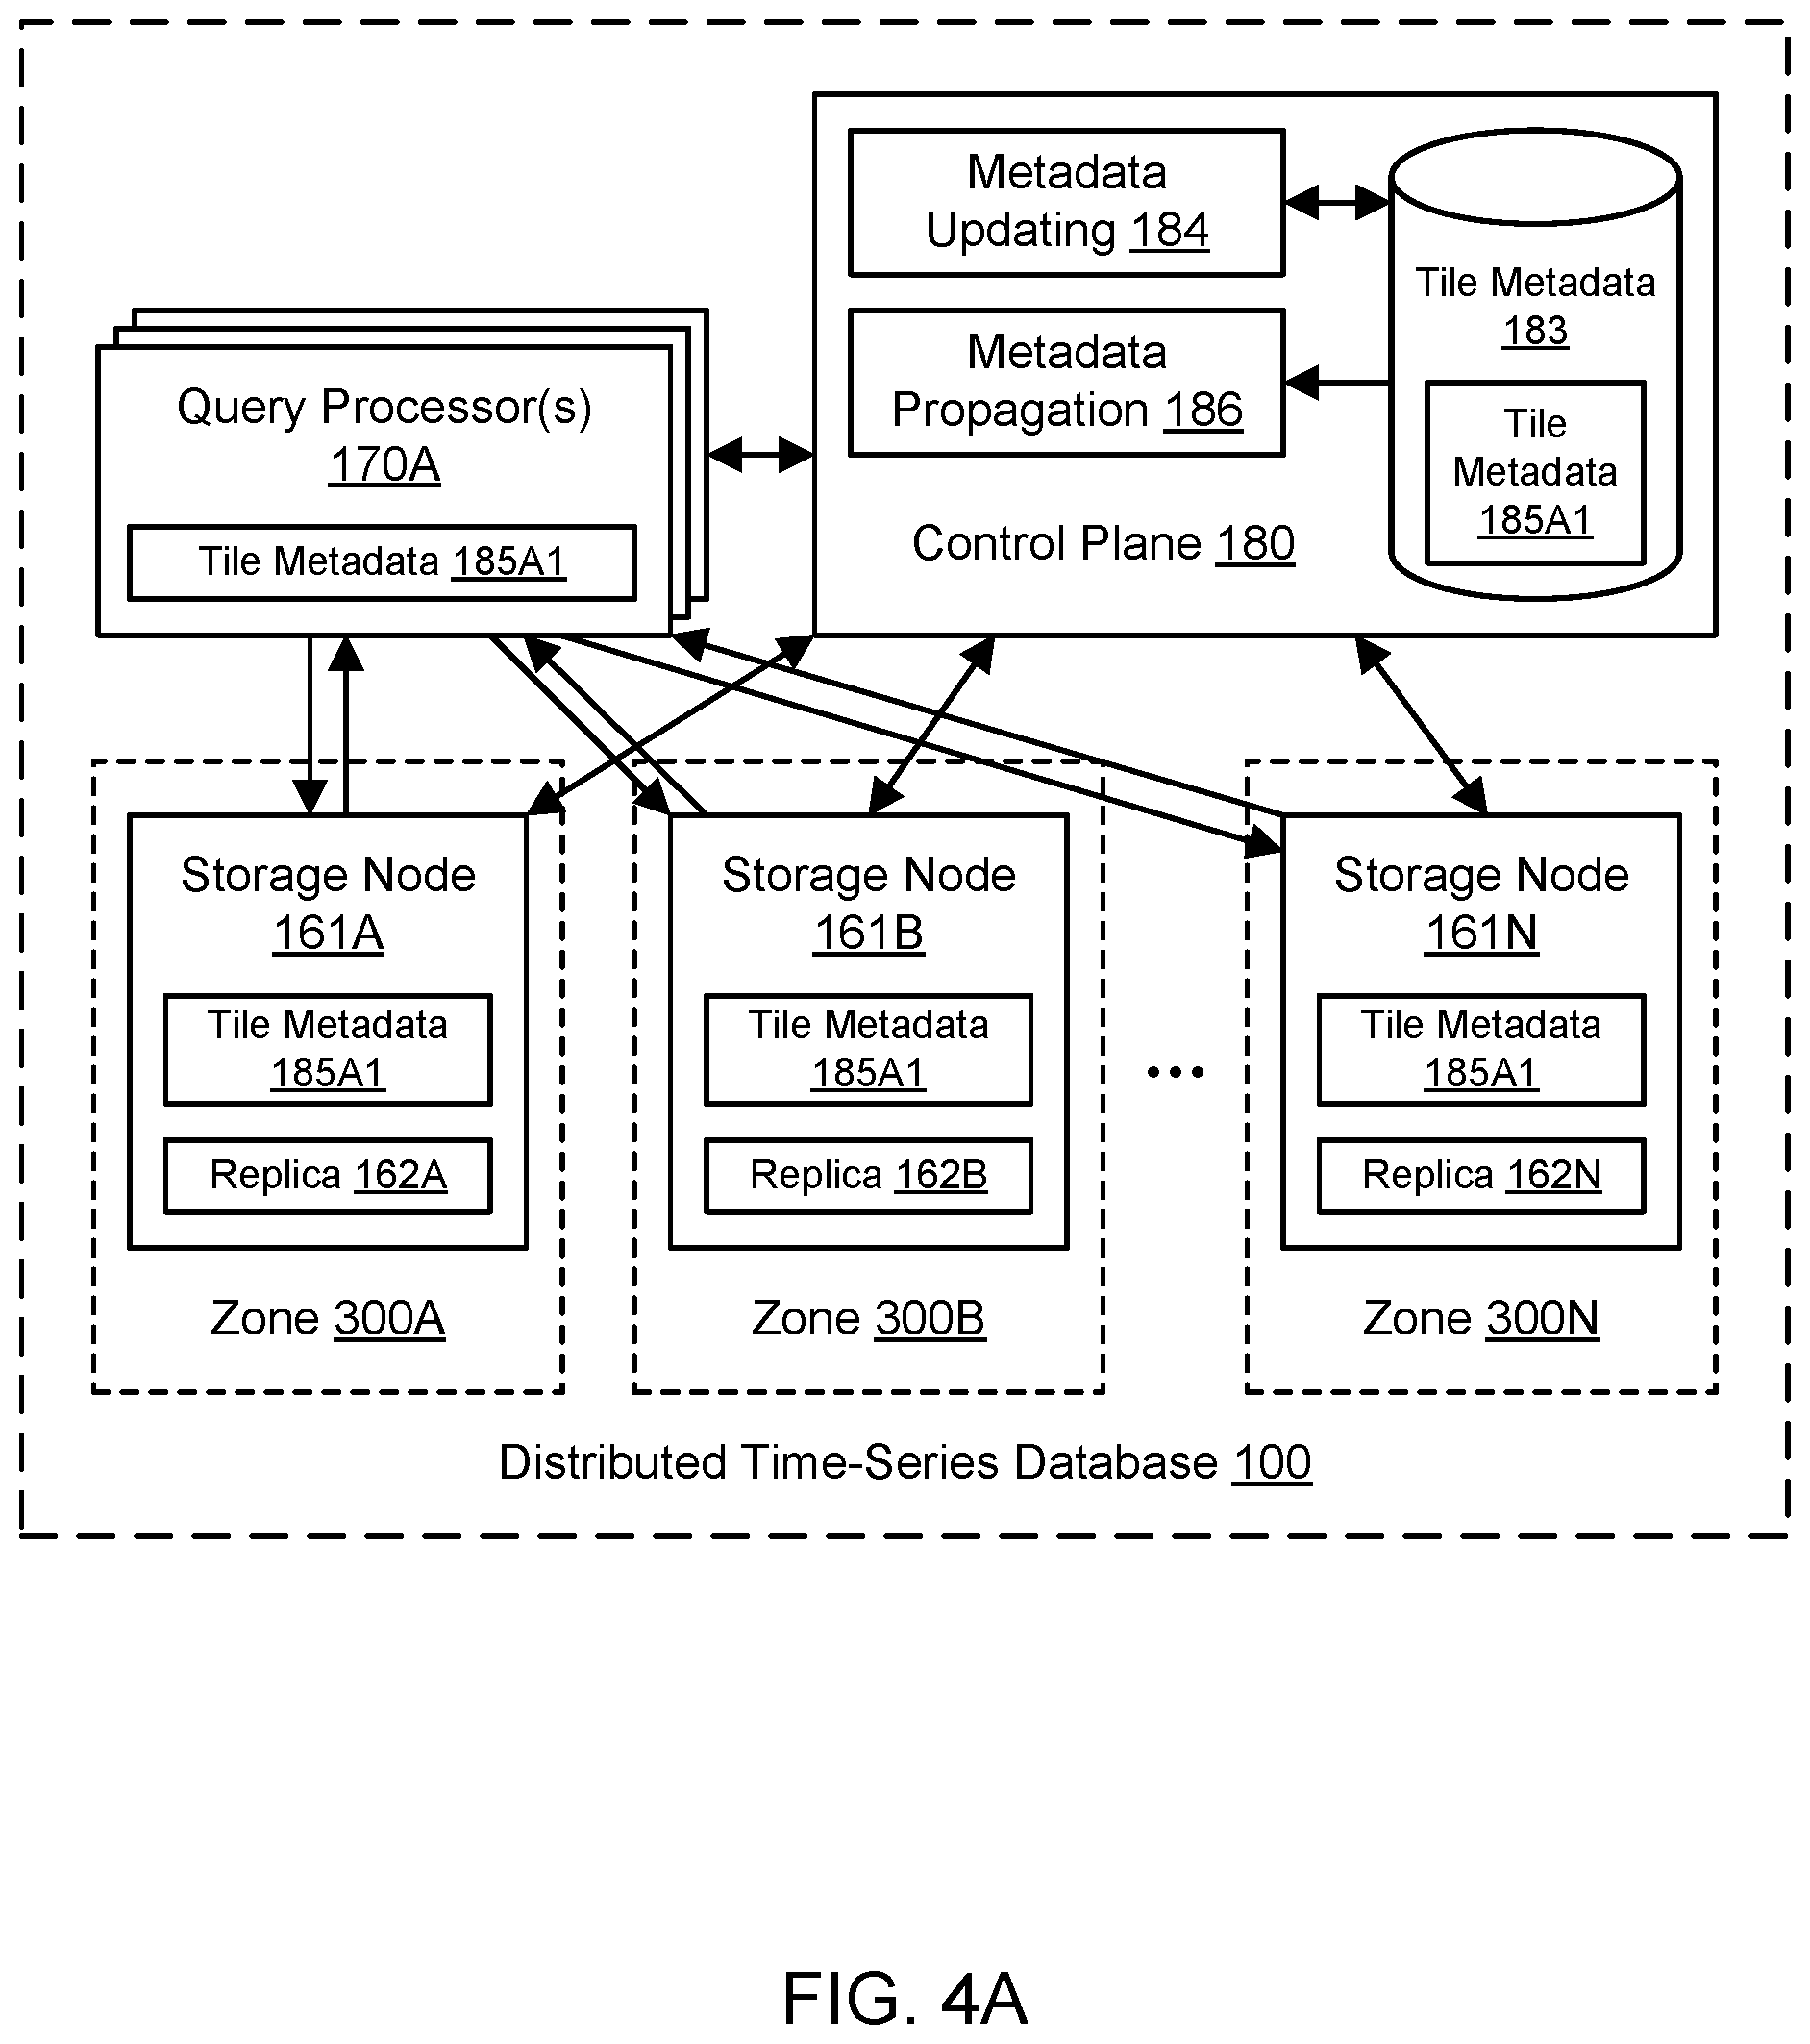 Metadata
Updating 184
Metadata
Propagation 186
Control Plane 180
Tile Metadata
183
Tile
Metadata
185A1
Query Processor(s)
170A
Tile Metadata 185A1
Storage Node
161A
Tile Metadata
185A1
Replica 162A
Zone 300A
Storage Node
161B
Tile Metadata
185A1
Replica 162B
Zone 300B
...
Storage Node
161N
Tile Metadata
185A1
Replica 162N
Zone 300N
Distributed Time-Series Database 100
FIG. 4A